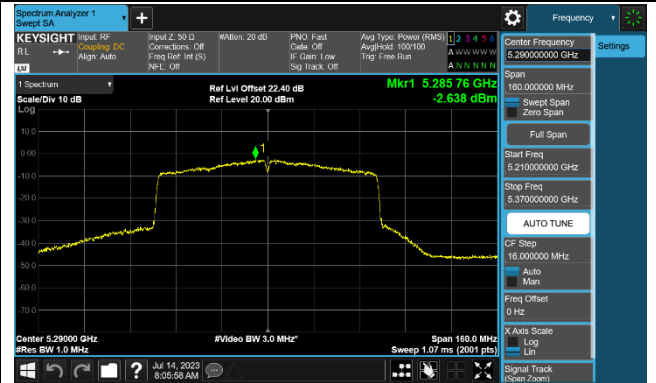 Spectrum Analyzer 1
Swept SA
+
Frequency
KEYSIGHT
RL
LXI
Input: RF
Coupling: DC
Align: Auto
Input Z: 50 Ω
Corrections: Off
Freq Ref: Int (S)
NFE: Off
#Atten: 20 dB
PNO: Fast
Gate: Off
IF Gain: Low
Sig Track: Off
Avg Type: Power (RMS)
Avg|Hold: 100/100
Trig: Free Run
1 2 3 4 5 6
A W W W W W
A N N N N N
1 Spectrum
Scale/Div 10 dB
Log
Ref Lvl Offset 22.40 dB
Ref Level 20.00 dBm
Mkr1 5.285 76 GHz
-2.638 dBm
1
10.0
0.00
-10.0
-20.0
-30.0
-40.0
-50.0
-60.0
-70.0
Center 5.29000 GHz
#Res BW 1.0 MHz
#Video BW 3.0 MHz*
Span 160.0 MHz
Sweep 1.07 ms (2001 pts)
Jul 14, 2023
8:05:58 AM
?
Center Frequency
5.290000000 GHz
Settings
Span
160.000000 MHz
Swept Span
Zero Span
Full Span
Start Freq
5.210000000 GHz
Stop Freq
5.370000000 GHz
AUTO TUNE
CF Step
16.000000 MHz
Auto
Man
Freq Offset
0 Hz
X Axis Scale
Log
Lin
Signal Track
(Span Zoom)